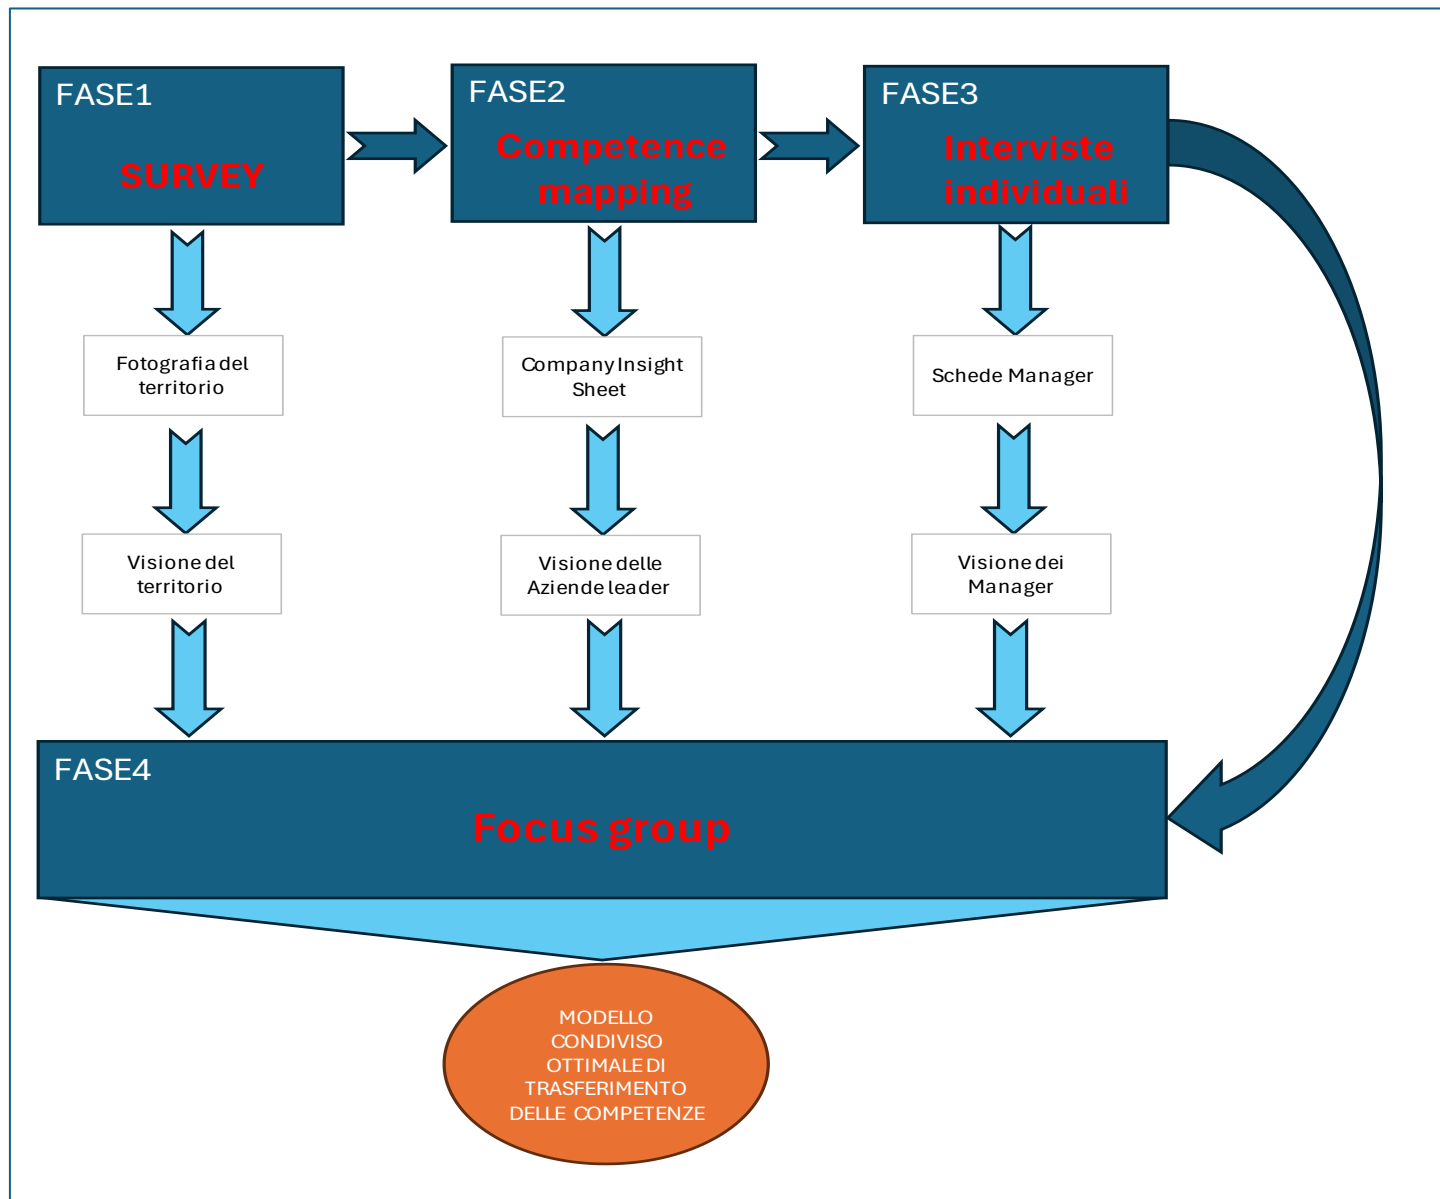 FASE1
SURVEY
FASE2
Competence
mapping
FASE3
Interviste
individuali
Fotografia del
territorio
Company Insight
Sheet
Schede Manager
Visione del
territorio
Visione delle
Aziende leader
Visione dei
Manager
FASE4
Focus group
MODELLO
CONDIVISO
OTTIMALE DI
TRASFERIMENTO
DELLE COMPETENZE